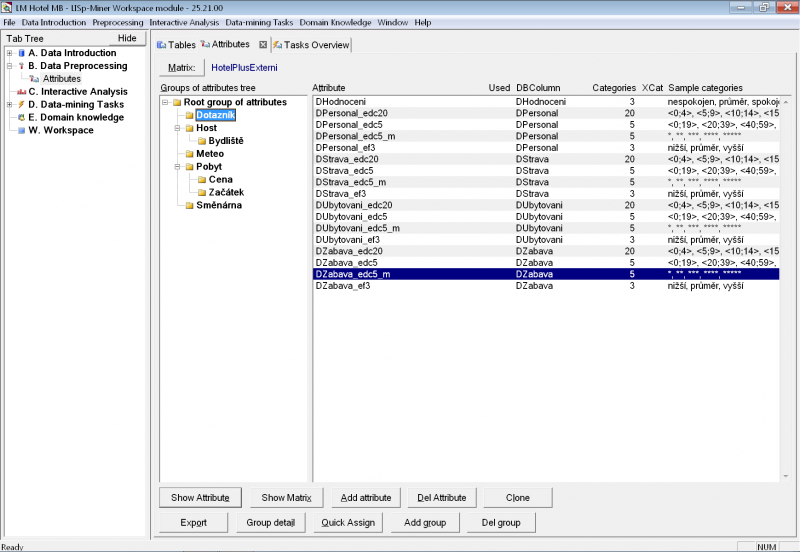 LM Hotel MB - LISp-Miner Workspace module - 25.21.00
File Data Introduction Preprocessing Interactive Analysis Data-mining Tasks Domain Knowledge Window Help
Tab Tree Hide
A. Data Introduction
B. Data Preprocessing
Attributes
C. Interactive Analysis
D. Data-mining Tasks
E. Domain knowledge
W. Workspace
Tables Attributes Tasks Overview
Matrix: HotelPlusExterni
Groups of attributes tree
Root group of attributes
Dotazník
Host
Bydliště
Meteo
Pobyt
Cena
Začátek
Směnárna
Attribute Used DBColumn Categories XCat Sample categories
DHodnoceni DHodnoceni 3 nespokojen, průměr, spokoje
DPersonal_edc20 DPersonal 20 <0;4>, <5;9>, <10;14>, <15
DPersonal_edc5 DPersonal 5 <0;19>, <20;39>, <40;59>,
DPersonal_edc5_m DPersonal 5 *, **, ***, ****, *****
DPersonal_ef3 DPersonal 3 nižší, průměr, vyšší
DStrava_edc20 DStrava 20 <0;4>, <5;9>, <10;14>, <15
DStrava_edc5 DStrava 5 <0;19>, <20;39>, <40;59>,
DStrava_edc5_m DStrava 5 *, **, ***, ****, *****
DStrava_ef3 DStrava 3 nižší, průměr, vyšší
DUbytovani_edc20 DUbytovani 20 <0;4>, <5;9>, <10;14>, <15
DUbytovani_edc5 DUbytovani 5 <0;19>, <20;39>, <40;59>,
DUbytovani_edc5_m DUbytovani 5 *, **, ***, ****, *****
DUbytovani_ef3 DUbytovani 3 nižší, průměr, vyšší
DZabava_edc20 DZabava 20 <0;4>, <5;9>, <10;14>, <15
DZabava_edc5 DZabava 5 <0;19>, <20;39>, <40;59>,
DZabava_edc5_m DZabava 5 *, **, ***, ****, *****
DZabava_ef3 DZabava 3 nižší, průměr, vyšší
Show Attribute Show Matrix Add attribute Del Attribute Clone
Export Group detail Quick Assign Add group Del group
Ready NUM